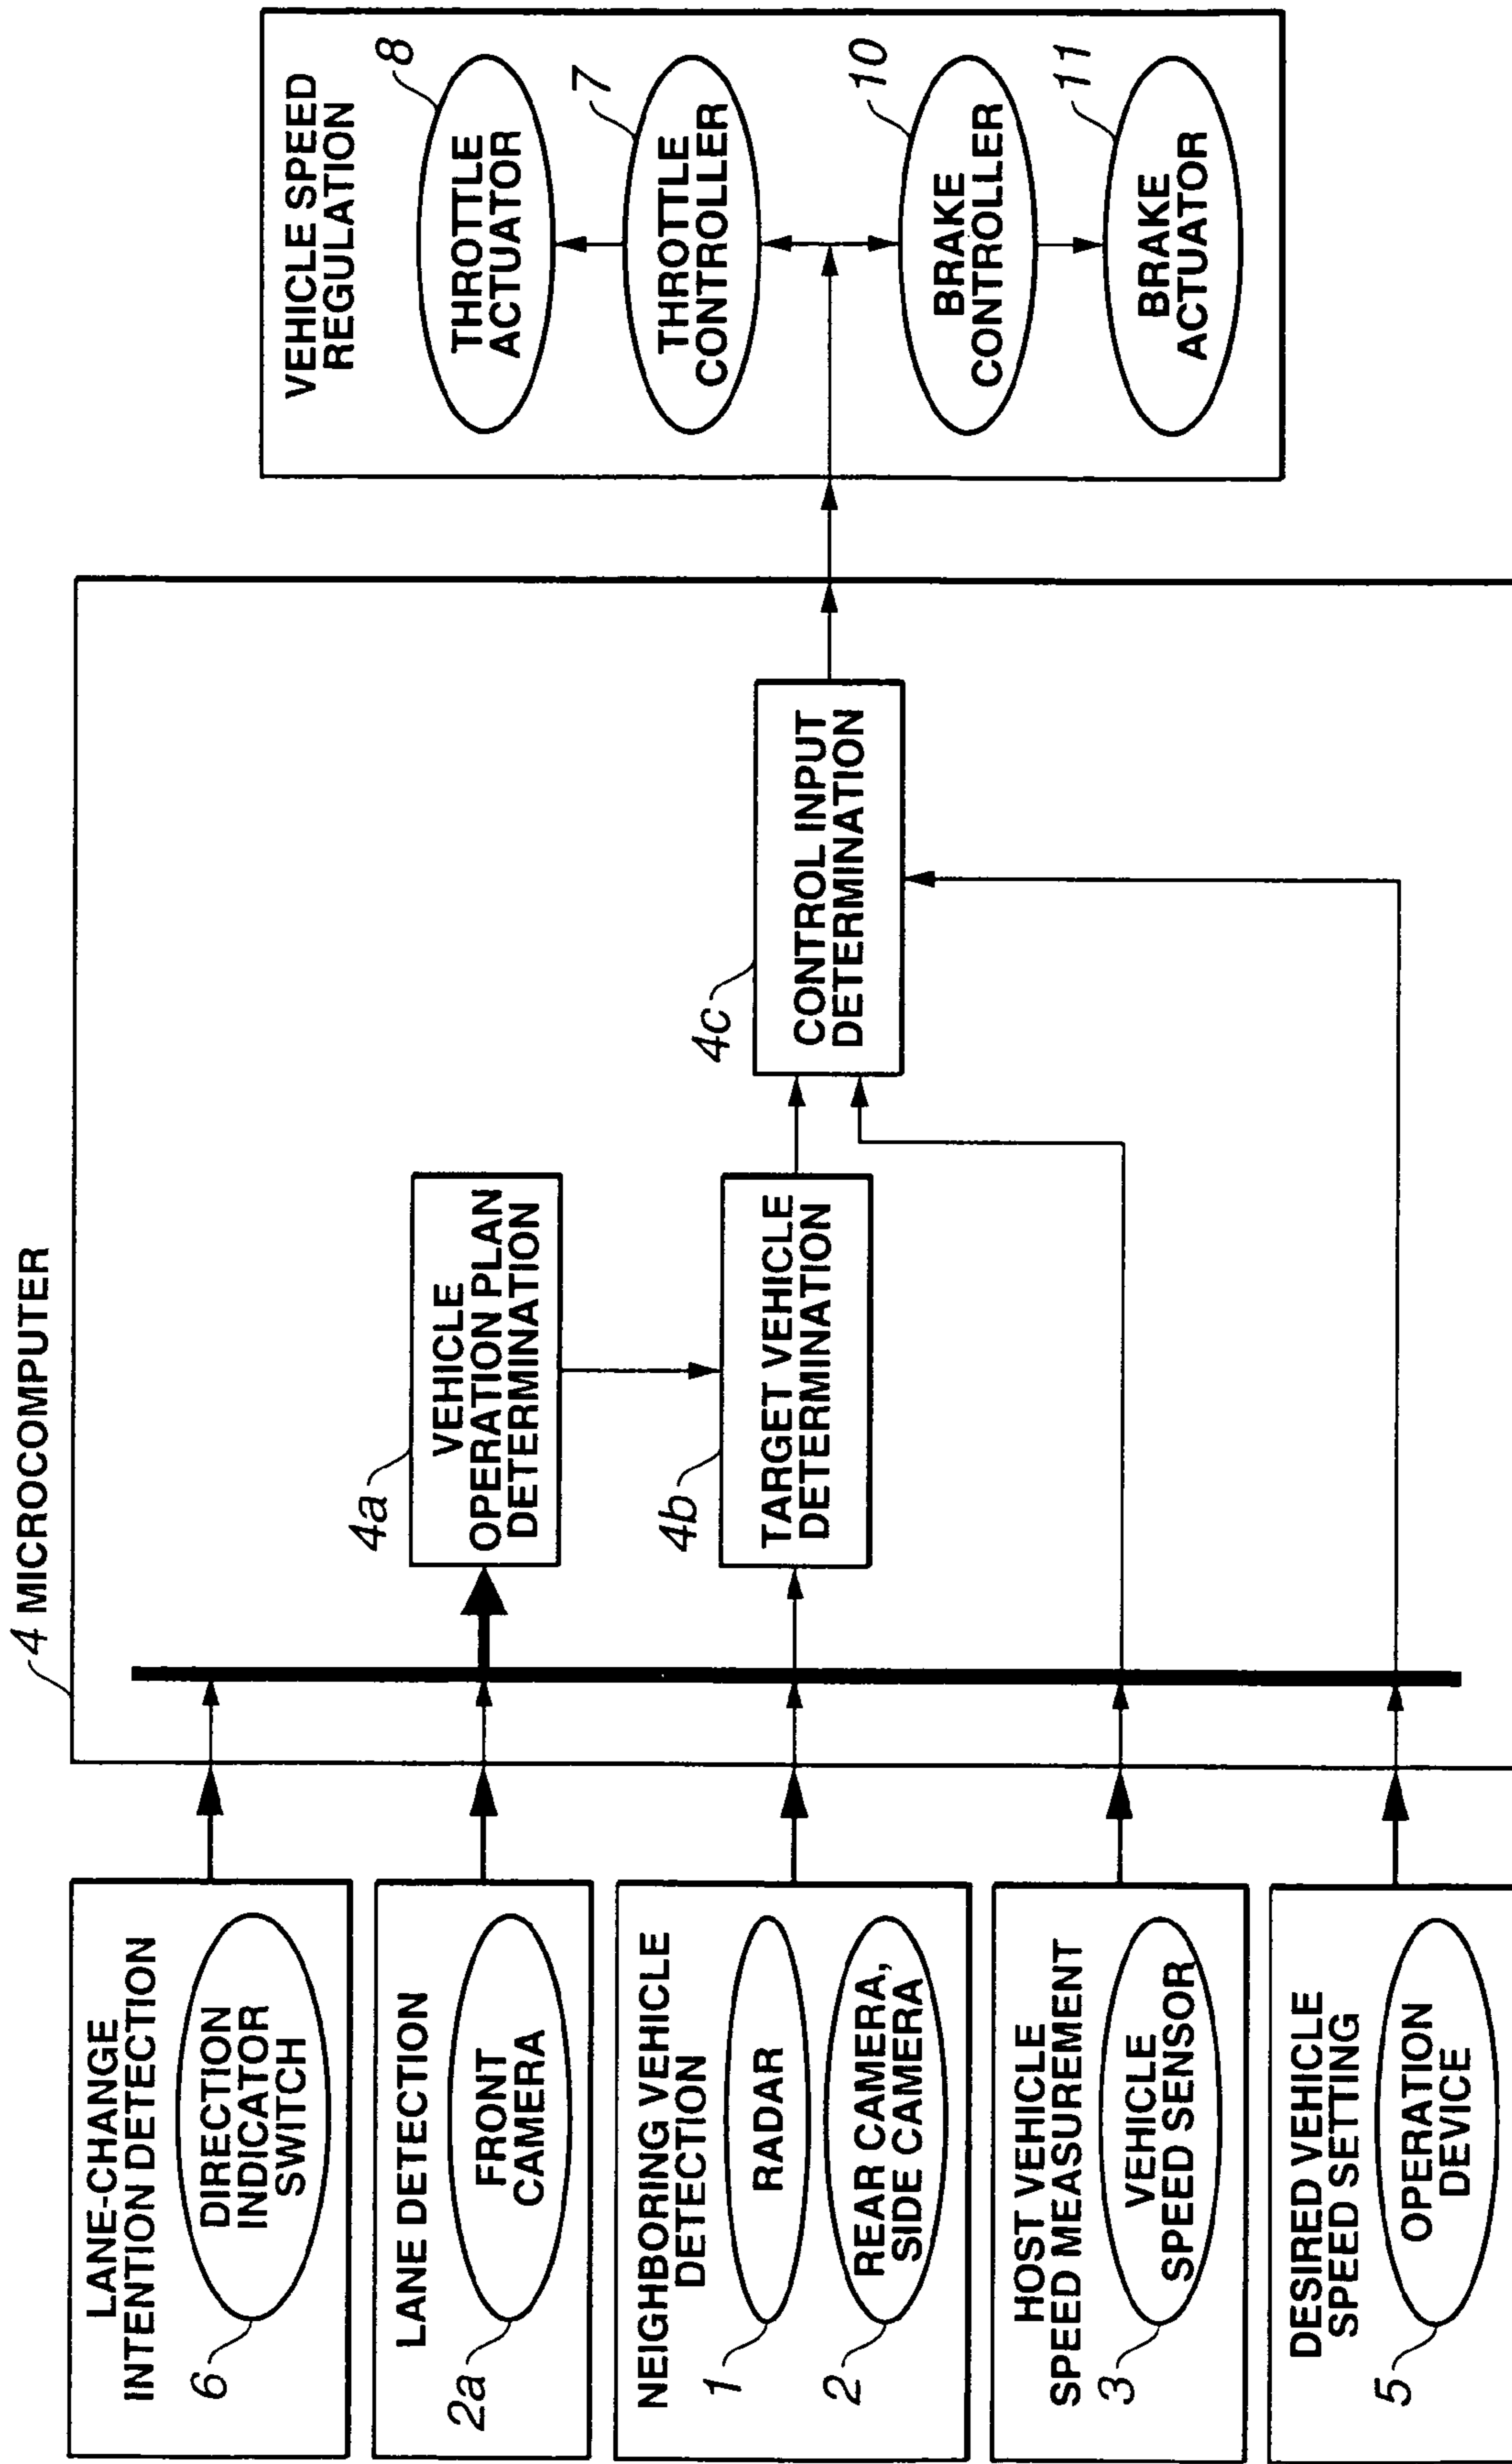 4 MICROCOMPUTER
LANE-CHANGE
INTENTION DETECTION
DIRECTION
INDICATOR
SWITCH
6
LANE DETECTION
FRONT
CAMERA
2a
NEIGHBORING VEHICLE
DETECTION
RADAR
1
REAR CAMERA,
SIDE CAMERA
2
HOST VEHICLE
SPEED MEASUREMENT
VEHICLE
SPEED SENSOR
3
DESIRED VEHICLE
SPEED SETTING
OPERATION
DEVICE
5
4a
VEHICLE
OPERATION PLAN
DETERMINATION
4b
TARGET VEHICLE
DETERMINATION
4c
CONTROL INPUT
DETERMINATION
VEHICLE SPEED
REGULATION
THROTTLE
ACTUATOR
8
THROTTLE
CONTROLLER
7
BRAKE
CONTROLLER
10
BRAKE
ACTUATOR
11